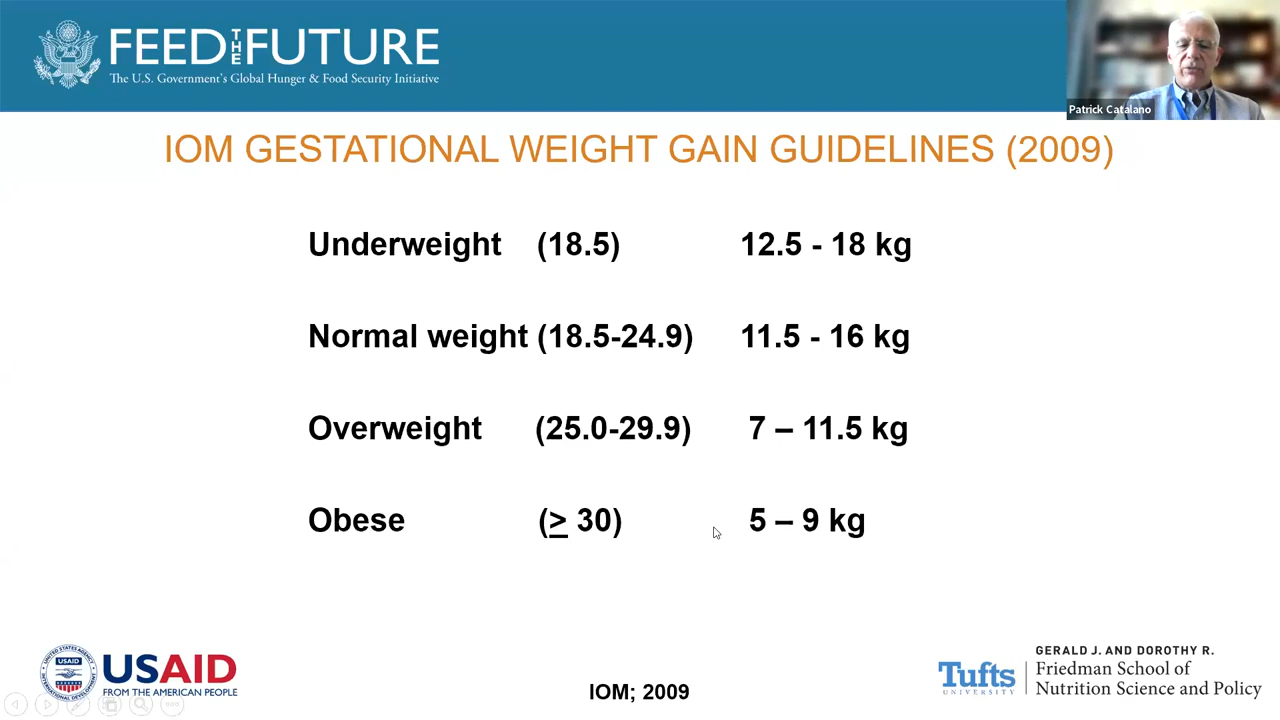 FEED THE FUTURE
The U.S. Government's Global Hunger & Food Security Initiative
Patrick Catalano
IOM GESTATIONAL WEIGHT GAIN GUIDELINES (2009)
Underweight (18.5) 12.5 - 18 kg
Normal weight (18.5-24.9) 11.5 - 16 kg
Overweight (25.0-29.9) 7 – 11.5 kg
Obese (≥ 30) 5 – 9 kg
USAID
USAID
FROM THE AMERICAN PEOPLE
IOM; 2009
Tufts
UNIVERSITY
GERALD J. AND DOROTHY R.
Friedman School of
Nutrition Science and Policy